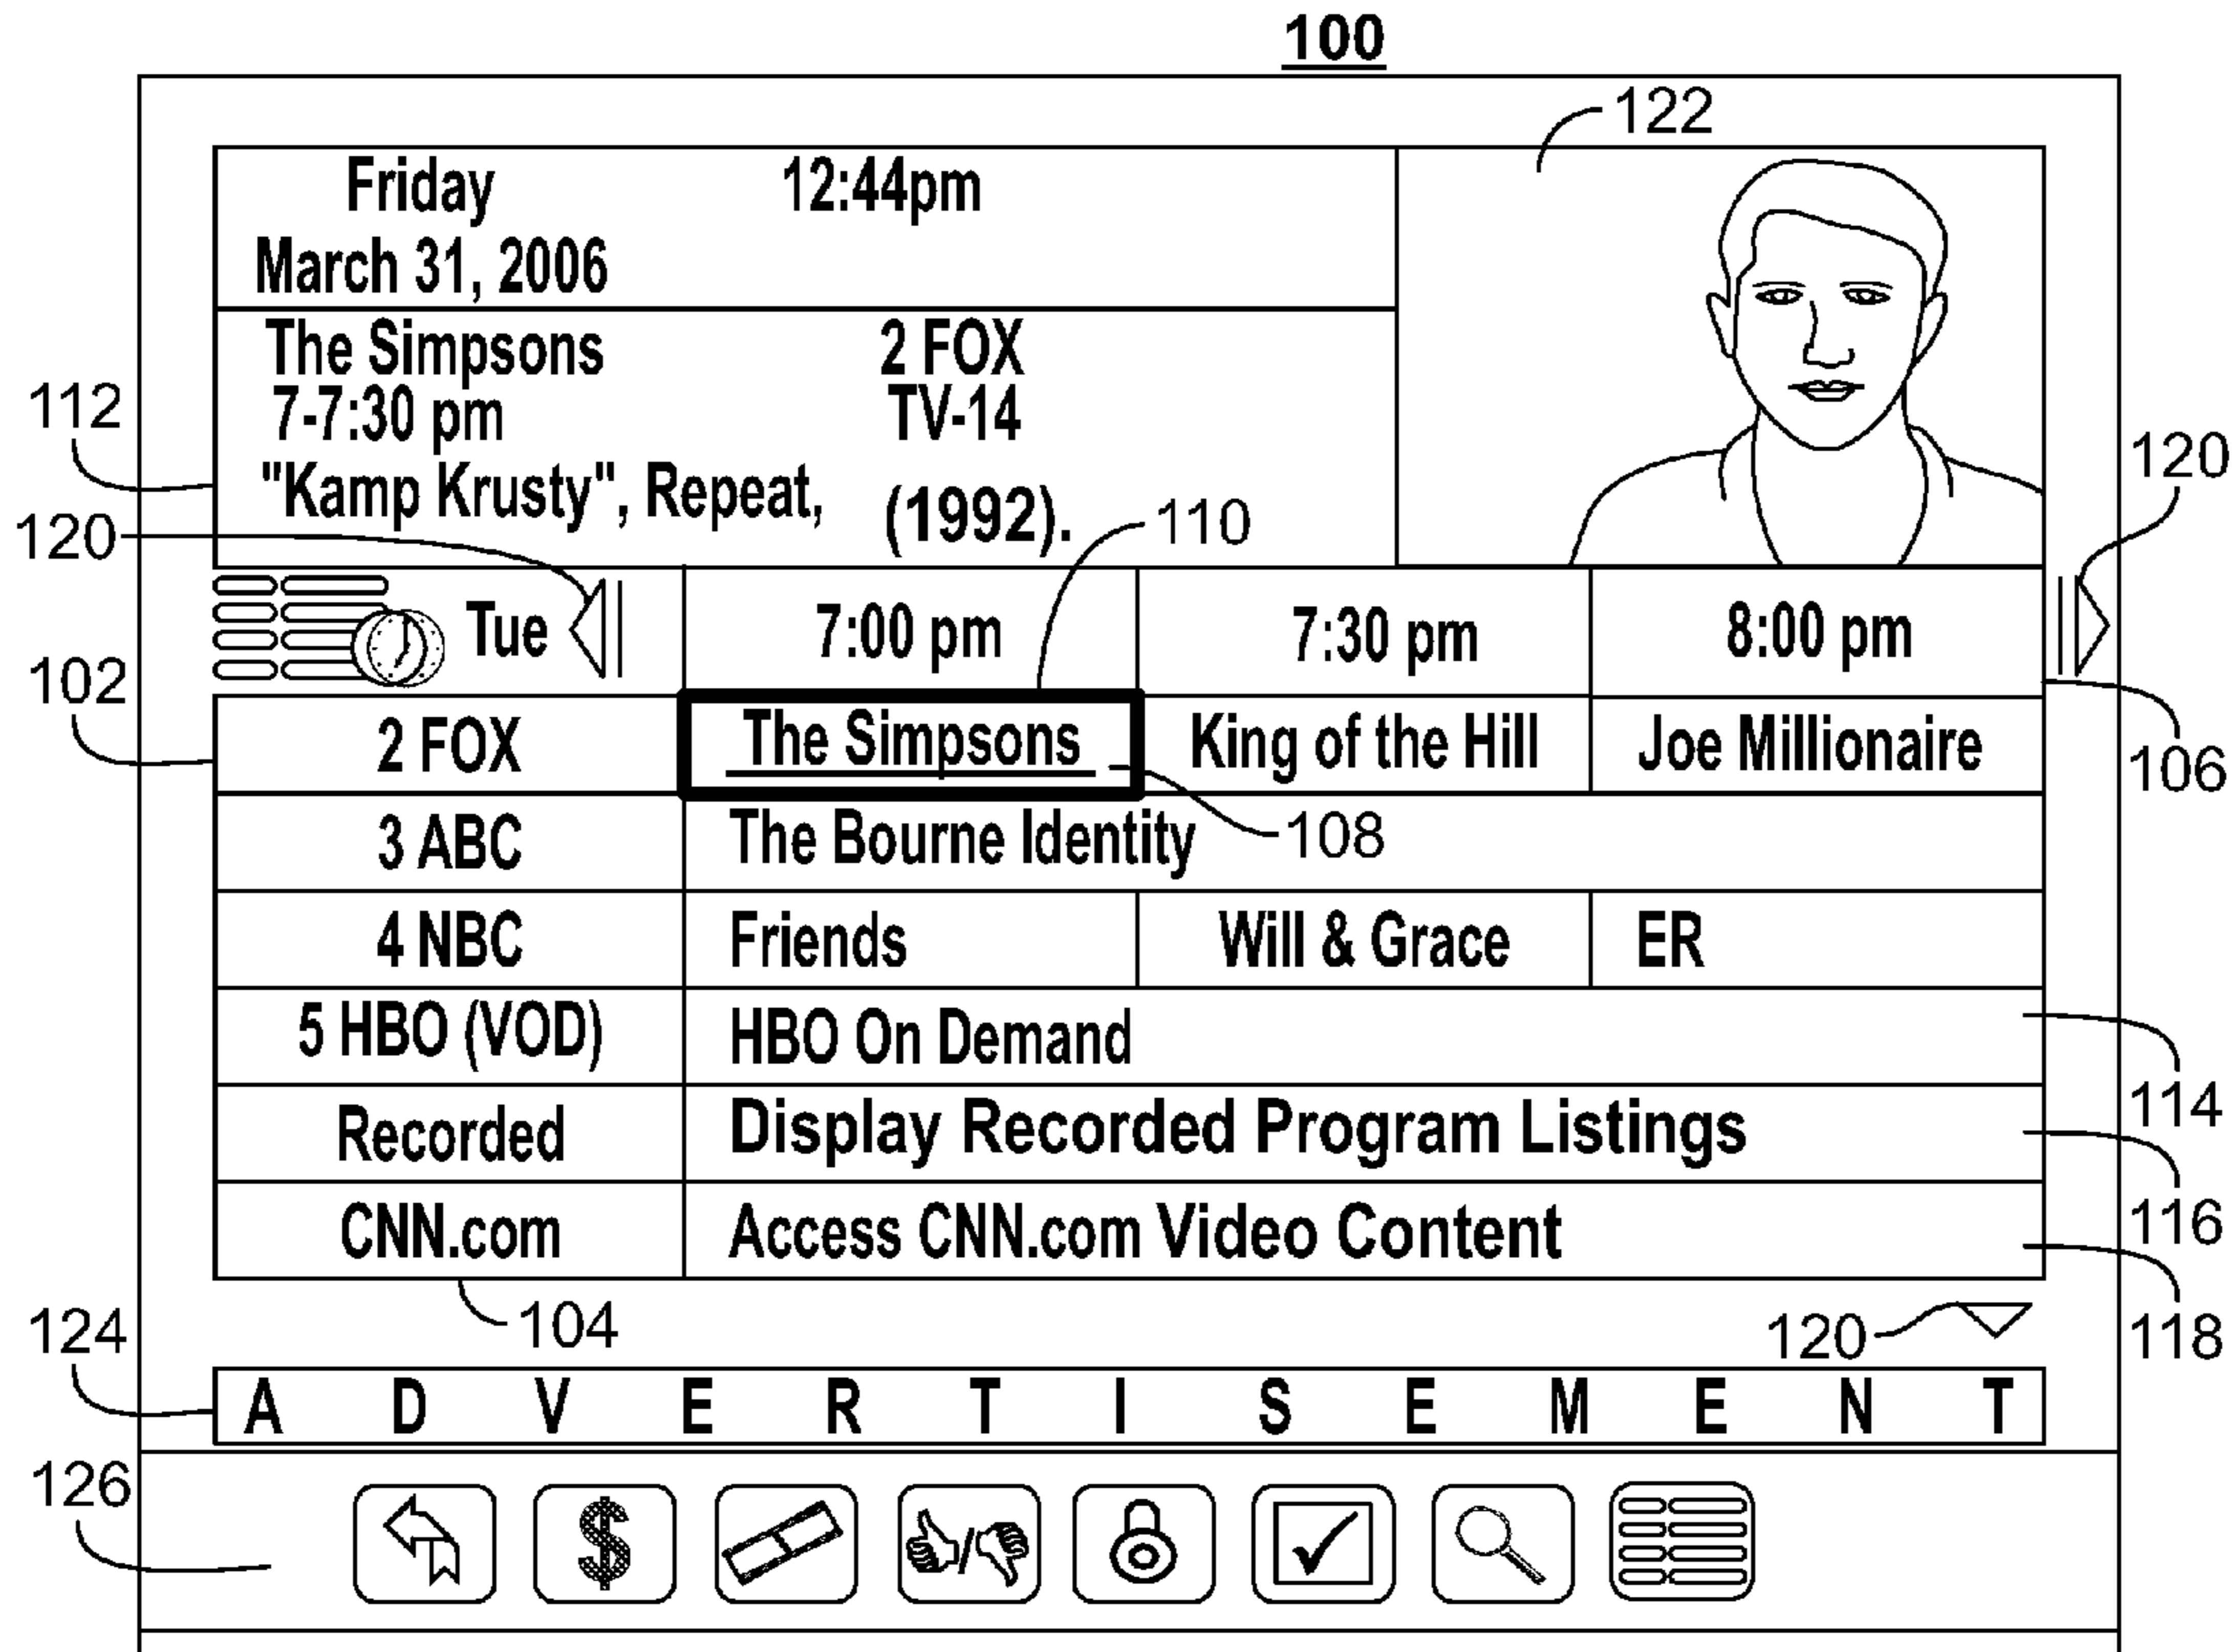 100
122
Friday 12:44pm
March 31, 2006
The Simpsons 2 FOX
7-7:30 pm TV-14
112
"Kamp Krusty", Repeat, (1992).
120
120
110
Tue 7:00 pm 7:30 pm 8:00 pm
102
2 FOX The Simpsons King of the Hill Joe Millionaire
106
3 ABC The Bourne Identity
108
4 NBC Friends Will & Grace ER
5 HBO (VOD) HBO On Demand
114
Recorded Display Recorded Program Listings
116
CNN.com Access CNN.com Video Content
104
120
118
124
A D V E R T I S E M E N T
126
$